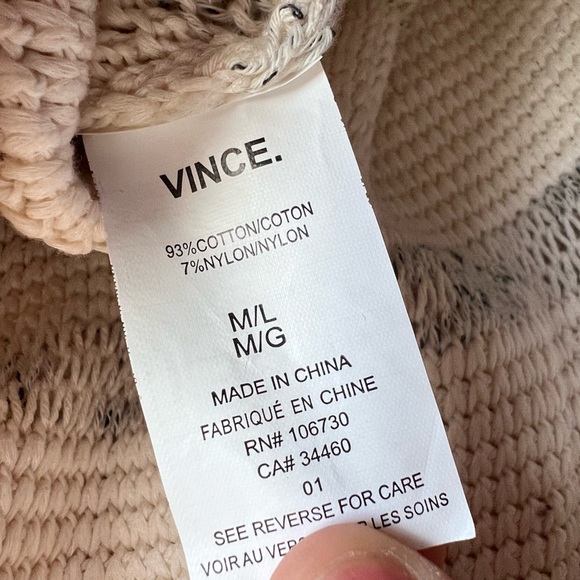 VINCE.
93%COTTON/COTON
7%NYLON/NYLON
M/L
M/G
MADE IN CHINA
FABRIQUÉ EN CHINE
RN# 106730
CA# 34460
01
SEE REVERSE FOR CARE
VOIR AU LES SOINS